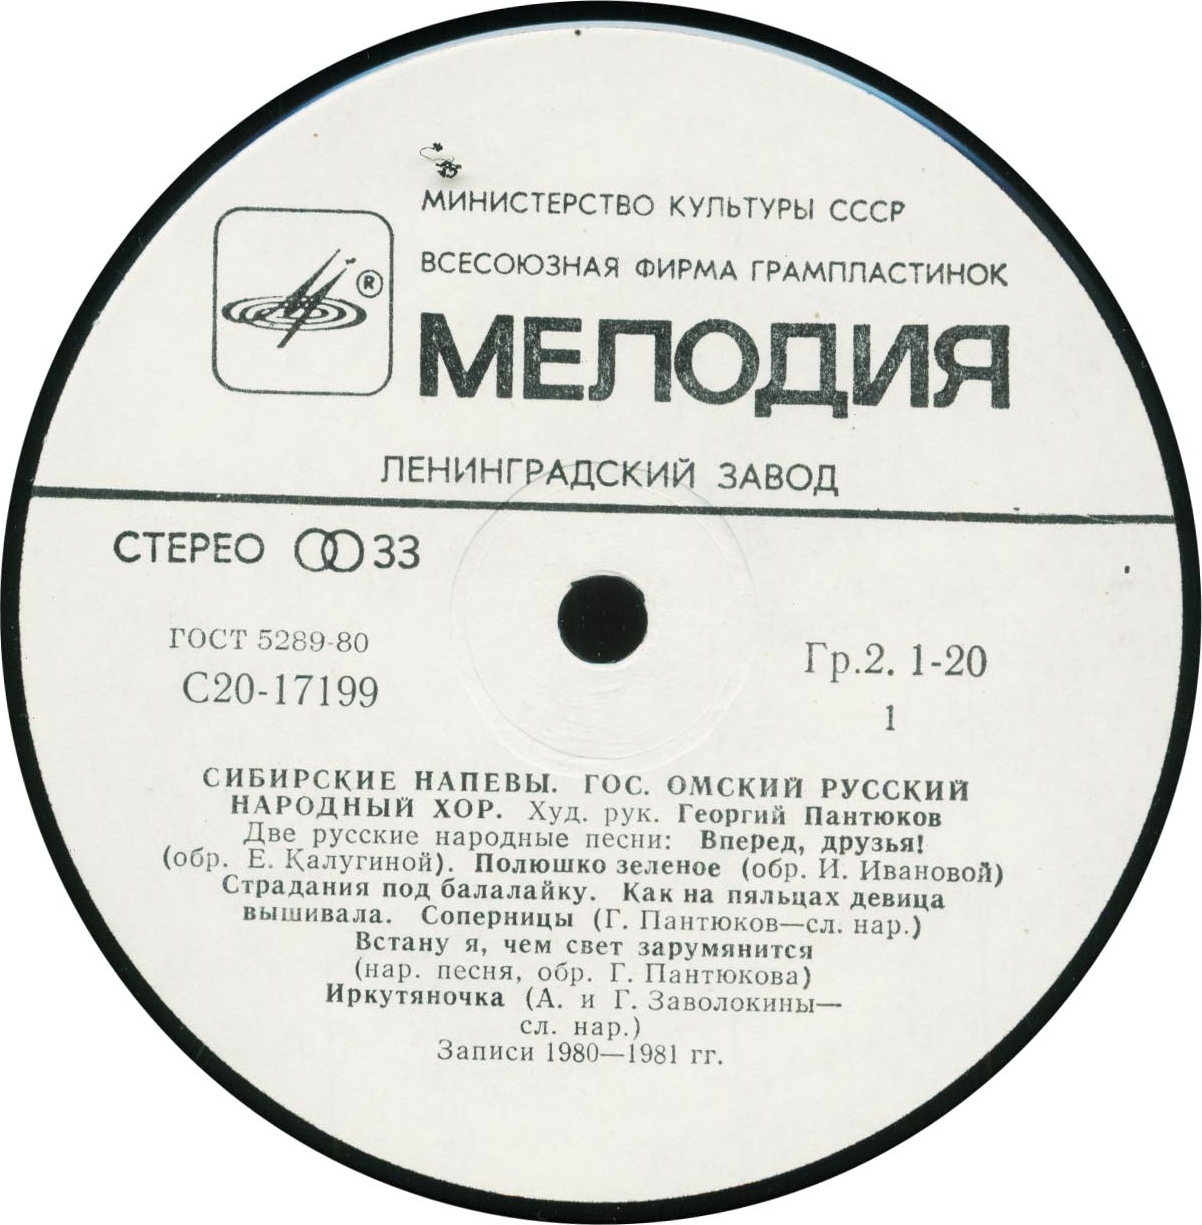 МИНИСТЕРСТВО КУЛЬТУРЫ СССР
ВСЕСОЮЗНАЯ ФИРМА ГРАМПЛАСТИНОК
®
МЕЛОДИЯ
ЛЕНИНГРАДСКИЙ ЗАВОД
СТЕРЕО 33
ГОСТ 5289-80
С20-17199
Гр.2. 1-20
1
СИБИРСКИЕ НАПЕВЫ. ГОС. ОМСКИЙ РУССКИЙ
НАРОДНЫЙ ХОР. Худ. рук. Георгий Пантюков
Две русские народные песни: Вперед, друзья!
(обр. Е. Калугиной). Полюшко зеленое (обр. И. Ивановой)
Страдания под балалайку. Как на пяльцах девица
вышивала. Соперницы (Г. Пантюков—сл. нар.)
Встану я, чем свет зарумянится
(нар. песня, обр. Г. Пантюкова)
Иркутяночка (А. и Г. Заволокины—
сл. нар.)
Записи 1980—1981 гг.